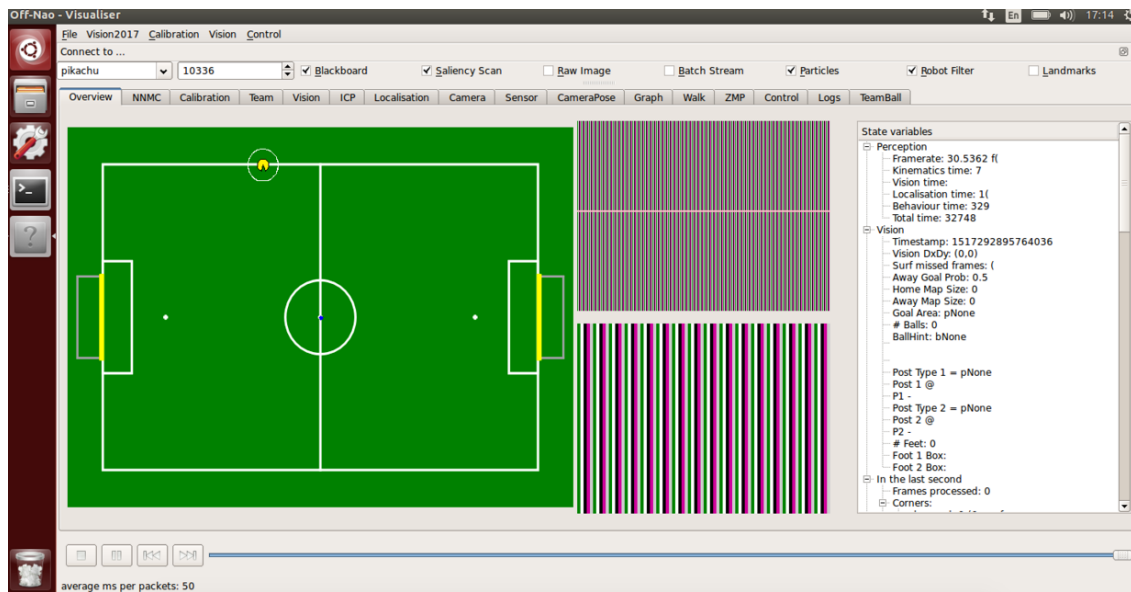 Off-Nao - Visualiser En 17:14
File Vision2017 Calibration Vision Control
Connect to ...
pikachu 10336 Blackboard Saliency Scan Raw Image Batch Stream Particles Robot Filter Landmarks
Overview NNMC Calibration Team Vision ICP Localisation Camera Sensor CameraPose Graph Walk ZMP Control Logs TeamBall
State variables
Perception
Framerate: 30.5362 f(
Kinematics time: 7
Vision time:
Localisation time: 1(
Behaviour time: 329
Total time: 32748
Vision
Timestamp: 1517292895764036
Vision DxDy: (0,0)
Surf missed frames: (
Away Goal Prob: 0.5
Home Map Size: 0
Away Map Size: 0
Goal Area: pNone
# Balls: 0
BallHint: bNone
Post Type 1 = pNone
Post 1 @
P1 -
Post Type 2 = pNone
Post 2 @
P2 -
# Feet: 0
Foot 1 Box:
Foot 2 Box:
In the last second
Frames processed: 0
Corners:
average ms per packets: 50